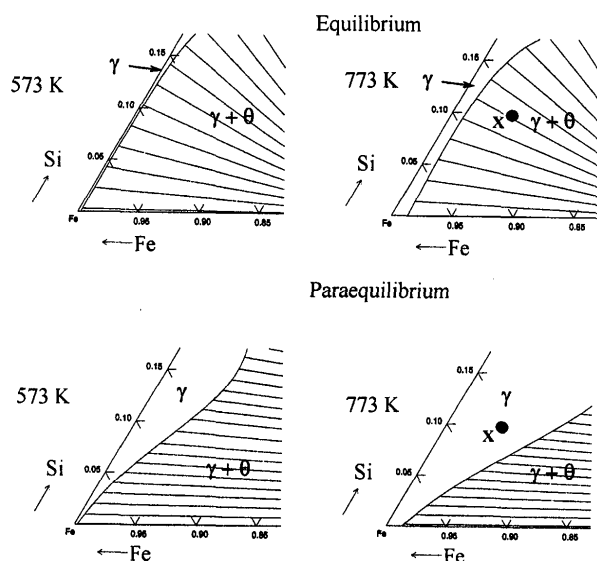 Equilibrium
573 K
γ
0.15
0.10
0.05
γ + θ
Si
Fe
0.95
0.90
0.85
← Fe
773 K
γ
0.15
0.10
0.05
x
γ + θ
Si
Fe
0.95
0.90
0.85
← Fe
Paraequilibrium
573 K
0.15
γ
0.10
0.05
γ + θ
Si
Fe
0.95
0.90
0.85
← Fe
773 K
0.15
γ
0.10
x
0.05
γ + θ
Si
Fe
0.95
0.90
0.85
← Fe